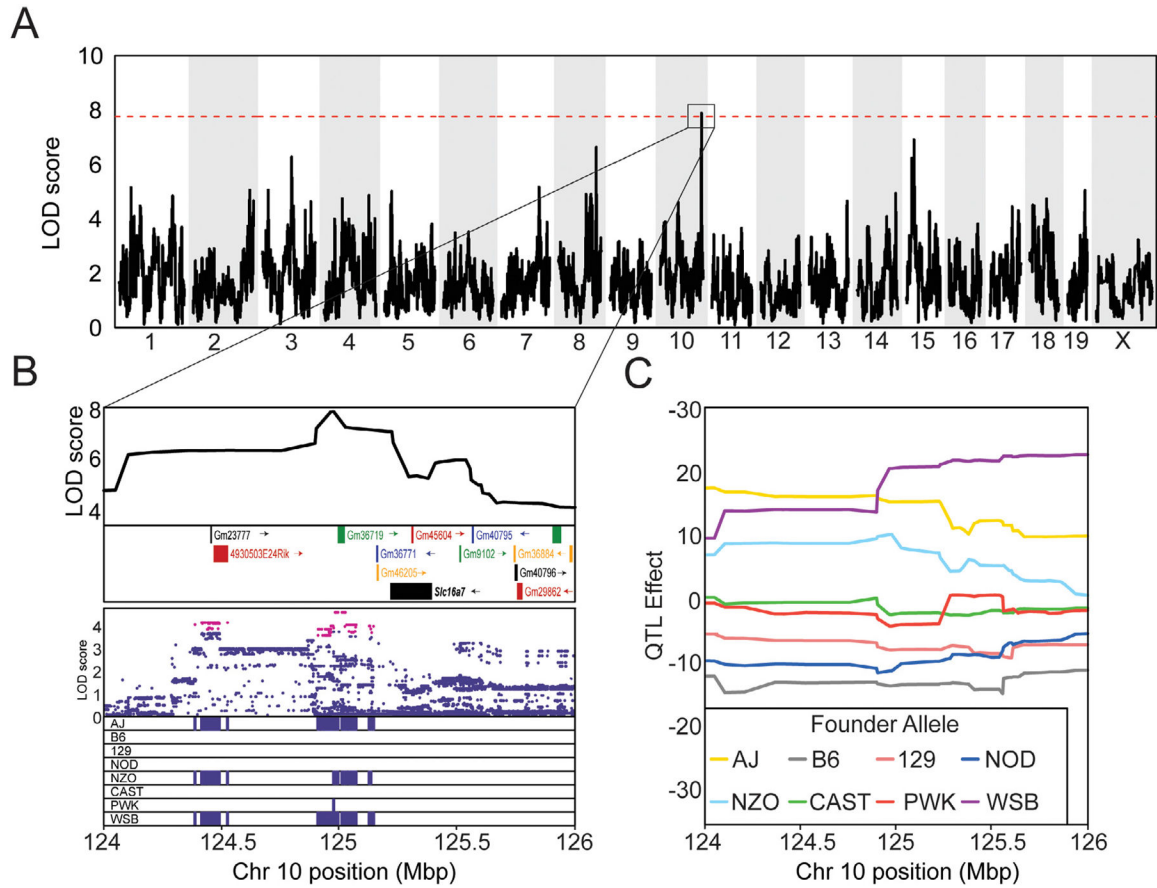 A
LOD score
10
8
6
4
2
0
1 2 3 4 5 6 7 8 9 10 11 12 13 14 15 16 17 18 19 X
B
LOD score
8
6
4
Gm23777 →
4930503E24Rik →
Gm36719 →
Gm45604 →
Gm40795 ←
Gm36771 ←
Gm9102 →
Gm36884 →
Gm46205 →
Gm40796 →
Slc16a7 ←
Gm29862 ←
LOD score
4
3
2
1
0
AJ
B6
129
NOD
NZO
CAST
PWK
WSB
124 124.5 125 125.5 126
Chr 10 position (Mbp)
C
QTL Effect
-30
20
10
0
-10
-20
-30
Founder Allele
AJ B6 129 NOD
NZO CAST PWK WSB
124 124.5 125 125.5 126
Chr 10 position (Mbp)